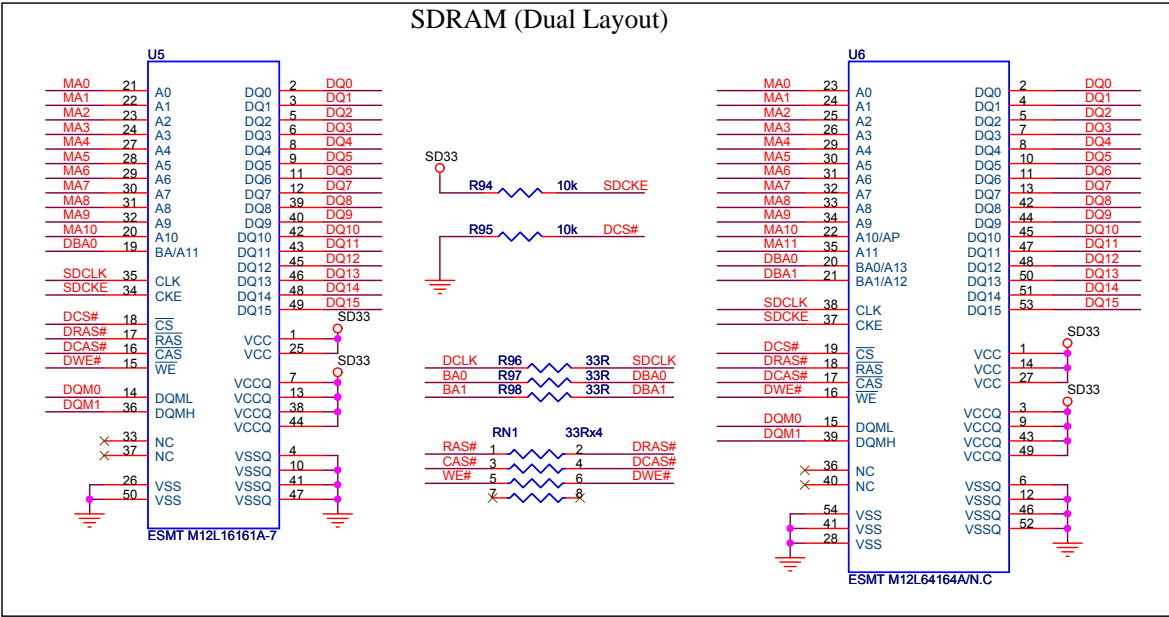 SDRAM (Dual Layout)
U5
MA0 21 A0 DQ0 2 DQ0
MA1 22 A1 DQ1 3 DQ1
MA2 23 A2 DQ2 5 DQ2
MA3 24 A3 DQ3 6 DQ3
MA4 27 A4 DQ4 8 DQ4
MA5 28 A5 DQ5 9 DQ5
MA6 29 A6 DQ6 11 DQ6
MA7 30 A7 DQ7 12 DQ7
MA8 31 A8 DQ8 39 DQ8
MA9 32 A9 DQ9 40 DQ9
MA10 20 A10 DQ10 42 DQ10
DBA0 19 BA/A11 DQ11 43 DQ11
DQ12 45 DQ12
SDCLK 35 CLK DQ13 46 DQ13
SDCKE 34 CKE DQ14 48 DQ14
DQ15 49 DQ15
DCS# 18 CS SD33
DRAS# 17 RAS VCC 1
DCAS# 16 CAS VCC 25
DWE# 15 WE SD33
VCCQ 7
DQM0 14 DQML VCCQ 13
DQM1 36 DQMH VCCQ 38
VCCQ 44
33 NC VSSQ 4
37 NC VSSQ 10
26 VSS VSSQ 41
50 VSS VSSQ 47
ESMT M12L16161A-7
SD33
R94 10k SDCKE
R95 10k DCS#
DCLK R96 33R SDCLK
BA0 R97 33R DBA0
BA1 R98 33R DBA1
RN1 33Rx4
RAS# 1 2 DRAS#
CAS# 3 4 DCAS#
WE# 5 6 DWE#
7 8
U6
MA0 23 A0 DQ0 2 DQ0
MA1 24 A1 DQ1 4 DQ1
MA2 25 A2 DQ2 5 DQ2
MA3 26 A3 DQ3 7 DQ3
MA4 29 A4 DQ4 8 DQ4
MA5 30 A5 DQ5 10 DQ5
MA6 31 A6 DQ6 11 DQ6
MA7 32 A7 DQ7 13 DQ7
MA8 33 A8 DQ8 42 DQ8
MA9 34 A9 DQ9 44 DQ9
MA10 22 A10/AP DQ10 45 DQ10
MA11 35 A11 DQ11 47 DQ11
DBA0 20 BA0/A13 DQ12 48 DQ12
DBA1 21 BA1/A12 DQ13 50 DQ13
DQ14 51 DQ14
SDCLK 38 CLK DQ15 53 DQ15
SDCKE 37 CKE SD33
DCS# 19 CS VCC 1
DRAS# 18 RAS VCC 14
DCAS# 17 CAS VCC 27
DWE# 16 WE SD33
VCCQ 3
DQM0 15 DQML VCCQ 9
DQM1 39 DQMH VCCQ 43
VCCQ 49
36 NC
40 NC VSSQ 6
VSSQ 12
54 VSS VSSQ 46
41 VSS VSSQ 52
28 VSS
ESMT M12L64164A/N.C